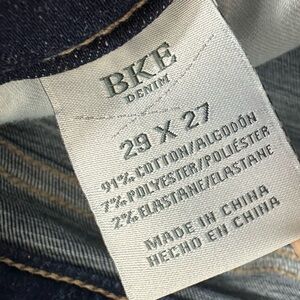 BKE
DENIM
29 X 27
91% COTTON/ALGODÓN
7% POLYESTER/POLIÉSTER
2% ELASTANE/ELASTANE
MADE IN CHINA
HECHO EN CHINA